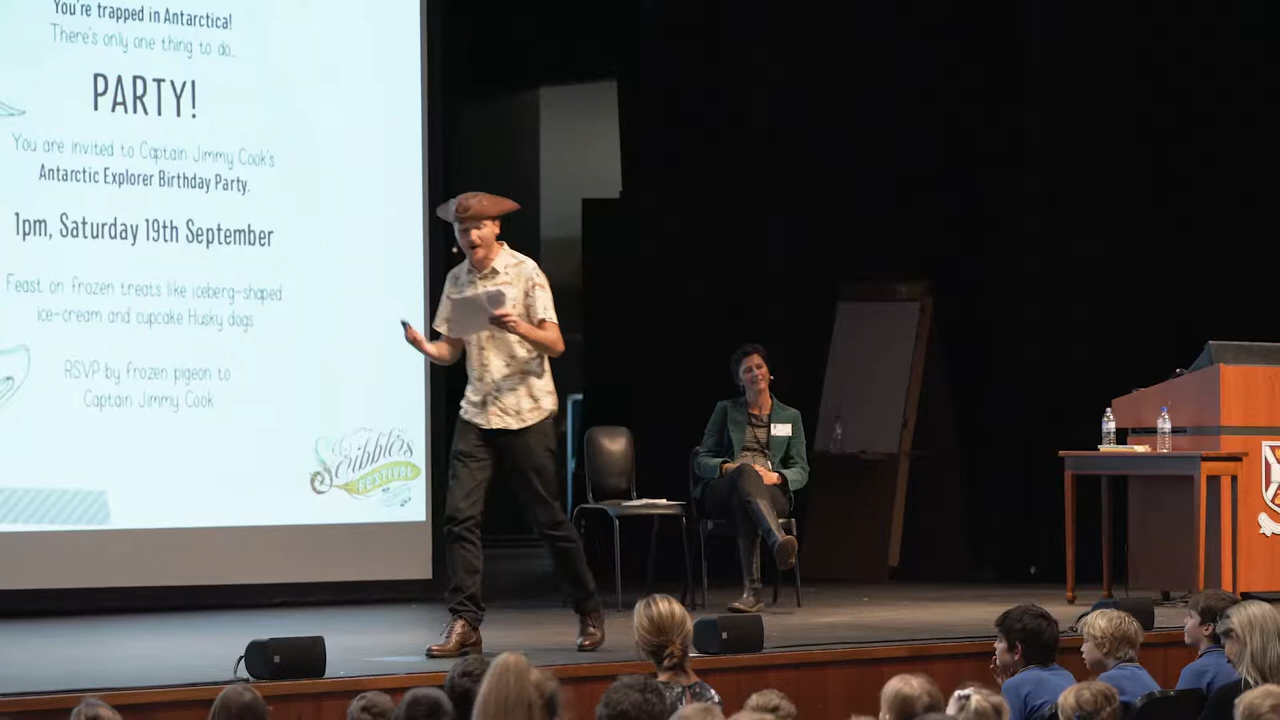 You're trapped in Antarctica!
There's only one thing to do...
PARTY!
You are invited to Captain Jimmy Cook's
Antarctic Explorer Birthday Party.
1pm, Saturday 19th September
Feast on frozen treats like iceberg-shaped
ice-cream and cupcake Husky dogs
RSVP by frozen pigeon to
Captain Jimmy Cook
Scribblers
FESTIVAL